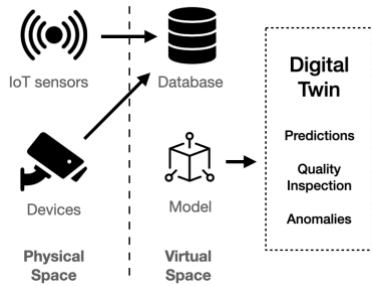 IoT sensors
Database
Devices
Model
Physical
Space
Virtual
Space
Digital
Twin
Predictions
Quality
Inspection
Anomalies